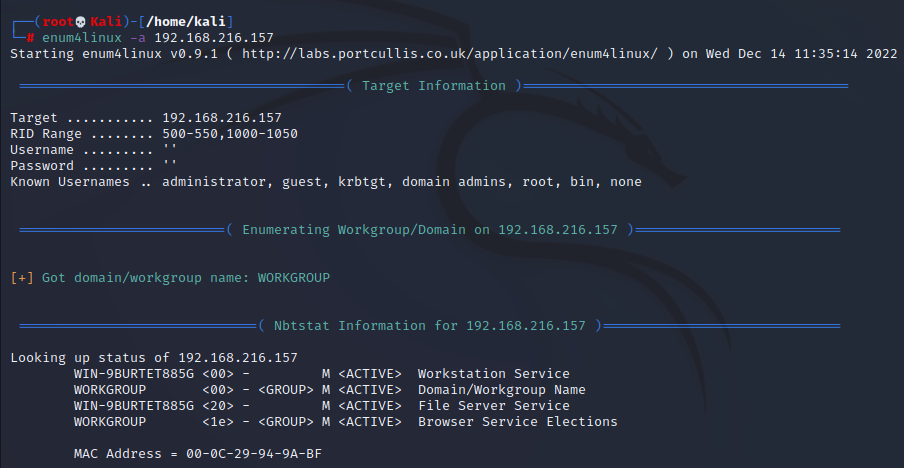 ┌──(root💀Kali)-[/home/kali]
└─# enum4linux -a 192.168.216.157
Starting enum4linux v0.9.1 ( http://labs.portcullis.co.uk/application/enum4linux/ ) on Wed Dec 14 11:35:14 2022
=========================================( Target Information )=========================================
Target ........... 192.168.216.157
RID Range ........ 500-550,1000-1050
Username ......... ''
Password ......... ''
Known Usernames .. administrator, guest, krbtgt, domain admins, root, bin, none
==========================( Enumerating Workgroup/Domain on 192.168.216.157 )==========================
[+] Got domain/workgroup name: WORKGROUP
==============================( Nbtstat Information for 192.168.216.157 )==============================
Looking up status of 192.168.216.157
WIN-9BURTET885G <00> -         M <ACTIVE>  Workstation Service
WORKGROUP       <00> - <GROUP> M <ACTIVE>  Domain/Workgroup Name
WIN-9BURTET885G <20> -         M <ACTIVE>  File Server Service
WORKGROUP       <1e> - <GROUP> M <ACTIVE>  Browser Service Elections
MAC Address = 00-0C-29-94-9A-BF